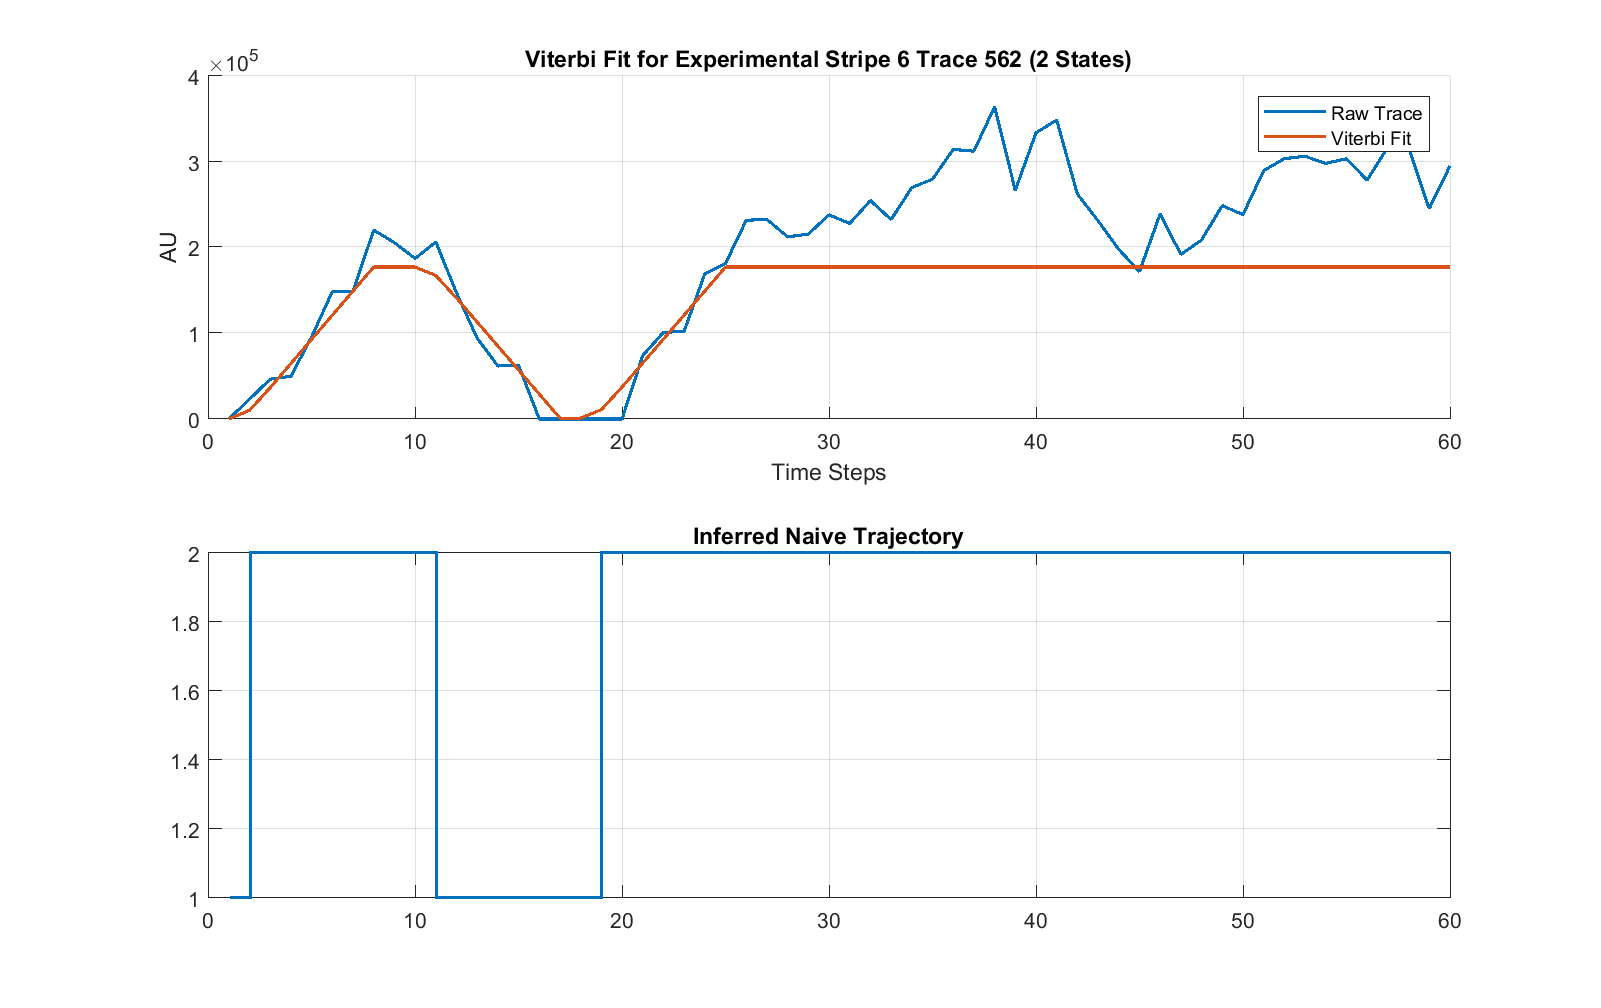 Viterbi Fit for Experimental Stripe 6 Trace 562 (2 States)
×10^5
4
3
2
1
0
AU
Raw Trace
Viterbi Fit
0 10 20 30 40 50 60
Time Steps
Inferred Naive Trajectory
2
1.8
1.6
1.4
1.2
1
0 10 20 30 40 50 60